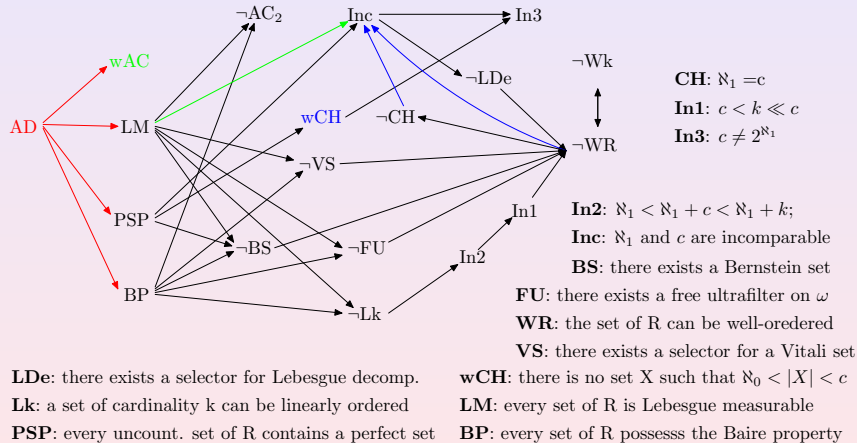 ¬AC₂
Inc
In3
wAC
¬LDe
¬Wk
CH: ℵ₁ =c
AD
LM
wCH
¬CH
¬WR
In1: c < k ≪ c
In3: c ≠ 2^ℵ₁
¬VS
PSP
In1
In2: ℵ₁ < ℵ₁ + c < ℵ₁ + k;
¬BS
¬FU
In2
Inc: ℵ₁ and c are incomparable
BS: there exists a Bernstein set
BP
¬Lk
FU: there exists a free ultrafilter on ω
WR: the set of R can be well-oredered
VS: there exists a selector for a Vitali set
LDe: there exists a selector for Lebesgue decomp.
wCH: there is no set X such that ℵ₀ < |X| < c
Lk: a set of cardinality k can be linearly ordered
LM: every set of R is Lebesgue measurable
PSP: every uncount. set of R contains a perfect set
BP: every set of R possesss the Baire property